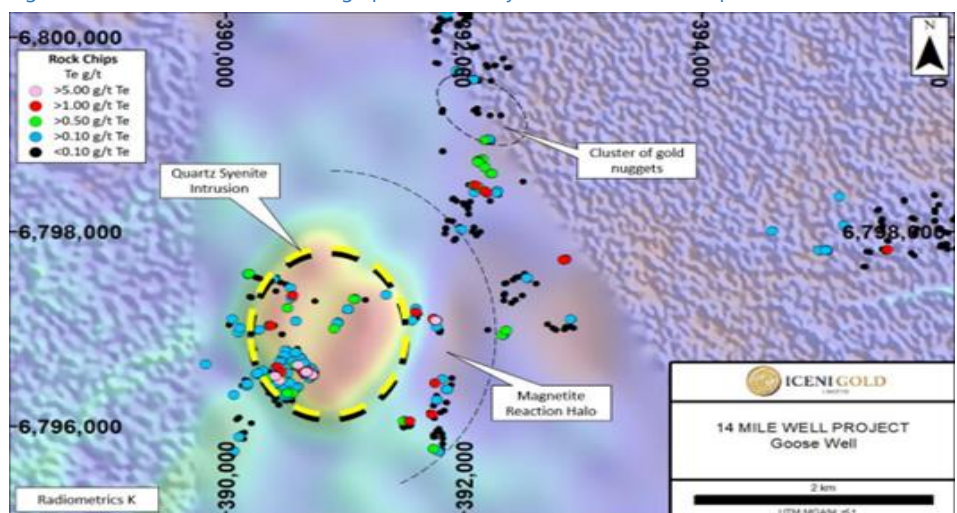 6,800,000
390,000
392,000
394,000
N
Rock Chips
Te g/t
>5.00 g/t Te
>1.00 g/t Te
>0.50 g/t Te
>0.10 g/t Te
<0.10 g/t Te
Cluster of gold
nuggets
Quartz Syenite
Intrusion
6,798,000
6,798,000
Magnetite
Reaction Halo
6,796,000
390,000
392,000
ICENIGOLD
14 MILE WELL PROJECT
Goose Well
2 km
Radiometrics K